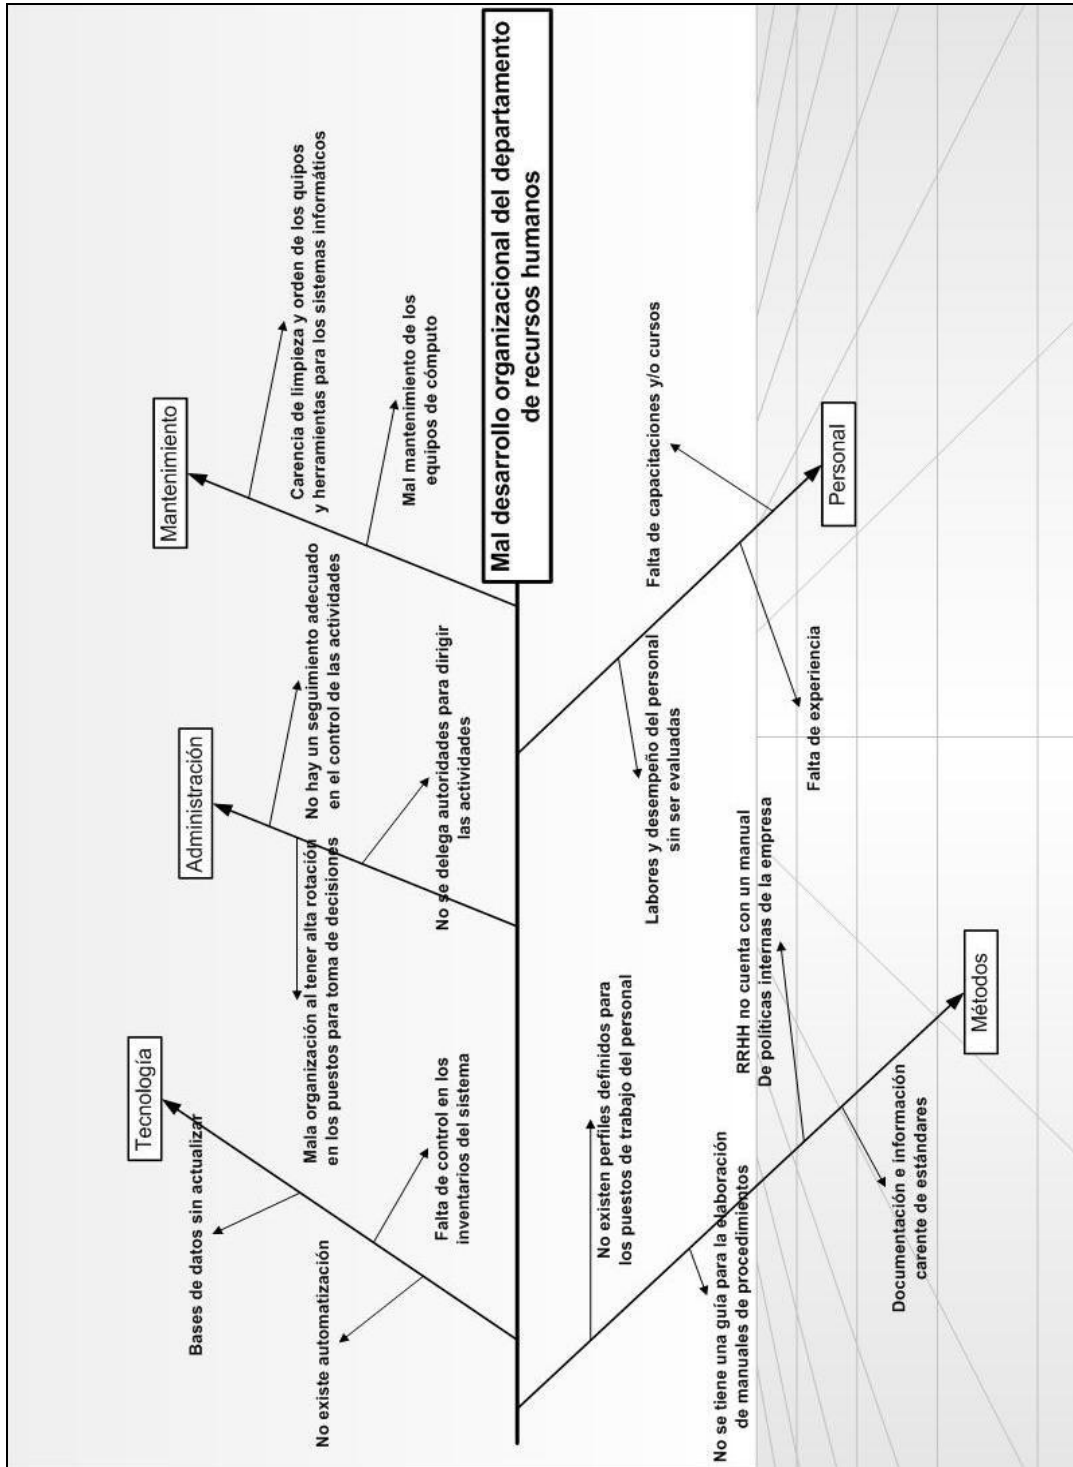 Tecnología
Bases de datos sin actualizar
No existe automatización
Falta de control en los
inventarios del sistema
Administración
Mala organización al tener alta rotación
en los puestos para toma de decisiones
No hay un seguimiento adecuado
en el control de las actividades
No se delega autoridades para dirigir
las actividades
Mantenimiento
Carencia de limpieza y orden de los quipos
y herramientas para los sistemas informáticos
Mal mantenimiento de los
equipos de cómputo
Mal desarrollo organizacional del departamento
de recursos humanos
No existen perfiles definidos para
los puestos de trabajo del personal
No se tiene una guía para la elaboración
de manuales de procedimientos
RRHH no cuenta con un manual
De políticas internas de la empresa
Documentación e información
carente de estándares
Métodos
Labores y desempeño del personal
sin ser evaluadas
Falta de capacitaciones y/o cursos
Falta de experiencia
Personal